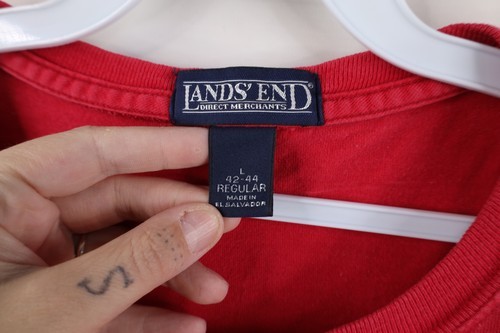 LANDS' END®
DIRECT MERCHANTS
L
42-44
REGULAR
MADE IN
EL SALVADOR
S